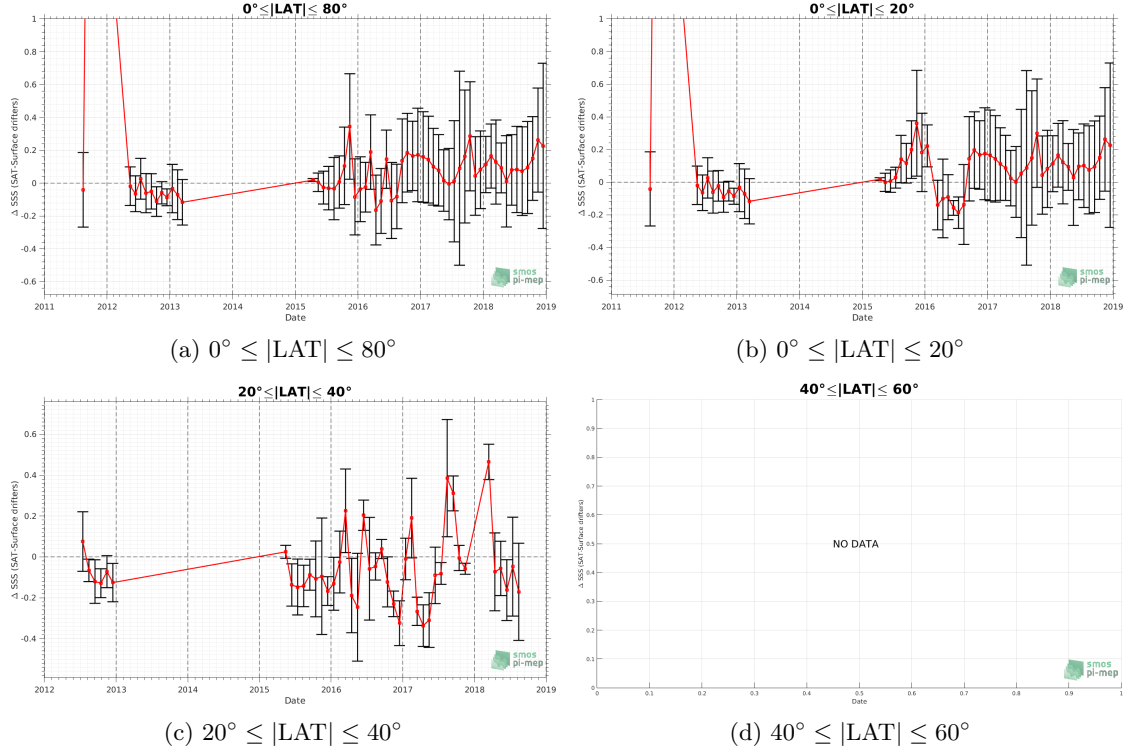 0°≤|LAT|≤ 80°
Δ SSS (SAT-Surface drifters)
1
0.8
0.6
0.4
0.2
0
-0.2
-0.4
-0.6
2011 2012 2013 2014 2015 2016 2017 2018 2019
Date
smos
pi-mep
(a) 0° ≤ |LAT| ≤ 80°
0°≤|LAT|≤ 20°
Δ SSS (SAT-Surface drifters)
1
0.8
0.6
0.4
0.2
0
-0.2
-0.4
-0.6
2011 2012 2013 2014 2015 2016 2017 2018 2019
Date
smos
pi-mep
(b) 0° ≤ |LAT| ≤ 20°
20°≤|LAT|≤ 40°
Δ SSS (SAT-Surface drifters)
0.6
0.4
0.2
0
-0.2
-0.4
2012 2013 2014 2015 2016 2017 2018 2019
Date
smos
pi-mep
(c) 20° ≤ |LAT| ≤ 40°
40°≤|LAT|≤ 60°
Δ SSS (SAT-Surface drifters)
1
0.9
0.8
0.7
0.6
0.5
0.4
0.3
0.2
0.1
0
NO DATA
0 0.1 0.2 0.3 0.4 0.5 0.6 0.7 0.8 0.9 1
Date
smos
pi-mep
(d) 40° ≤ |LAT| ≤ 60°